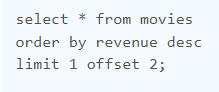 select * from movies
order by revenue desc
limit 1 offset 2;